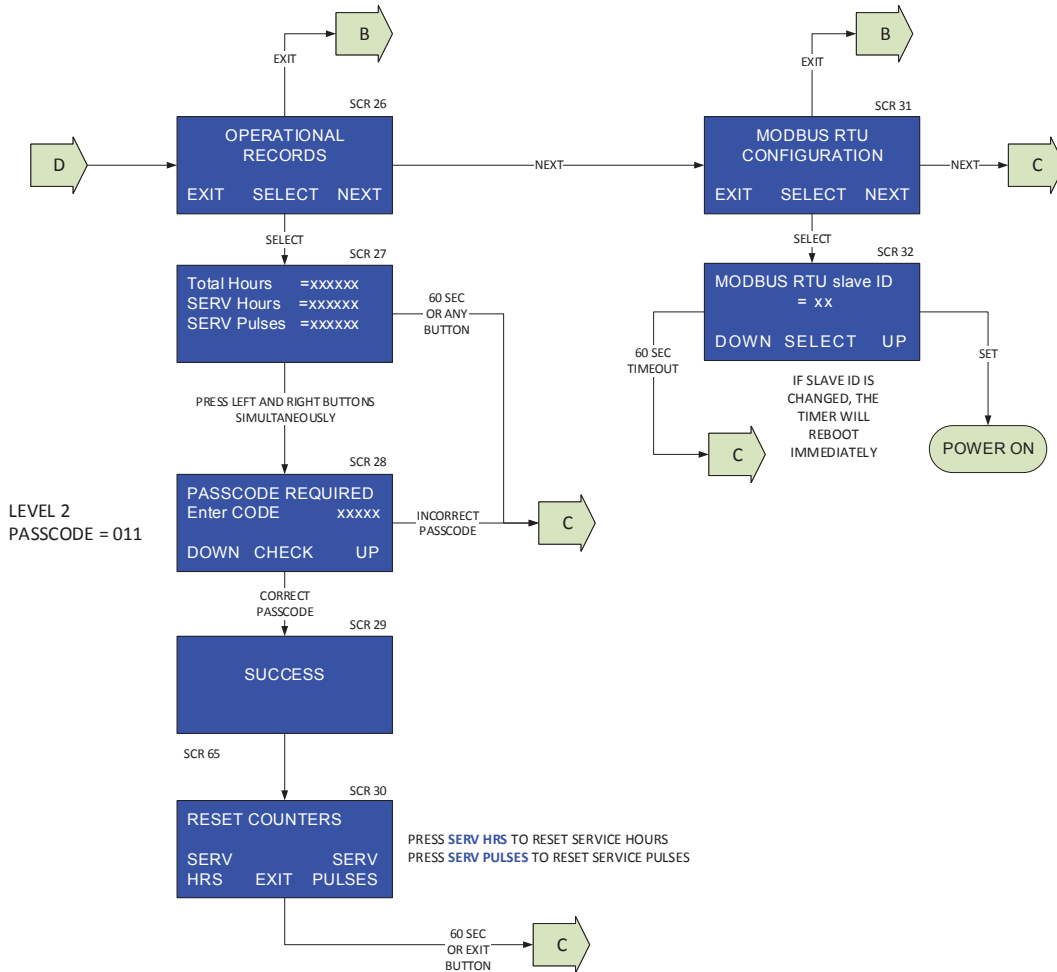 B
EXIT
SCR 26
D
OPERATIONAL
RECORDS
EXIT SELECT NEXT
NEXT
B
EXIT
SCR 31
MODBUS RTU
CONFIGURATION
EXIT SELECT NEXT
NEXT
C
SELECT
SCR 27
Total Hours =xxxxxx
SERV Hours =xxxxxx
SERV Pulses =xxxxxx
60 SEC
OR ANY
BUTTON
SELECT
SCR 32
MODBUS RTU slave ID
= xx
DOWN SELECT UP
60 SEC
TIMEOUT
SET
IF SLAVE ID IS
CHANGED, THE
TIMER WILL
REBOOT
IMMEDIATELY
C
POWER ON
PRESS LEFT AND RIGHT BUTTONS
SIMULTANEOUSLY
SCR 28
LEVEL 2
PASSCODE = 011
PASSCODE REQUIRED
Enter CODE xxxxx
DOWN CHECK UP
INCORRECT
PASSCODE
C
CORRECT
PASSCODE
SCR 29
SUCCESS
SCR 65
SCR 30
RESET COUNTERS
SERV SERV
HRS EXIT PULSES
PRESS SERV HRS TO RESET SERVICE HOURS
PRESS SERV PULSES TO RESET SERVICE PULSES
60 SEC
OR EXIT
BUTTON
C